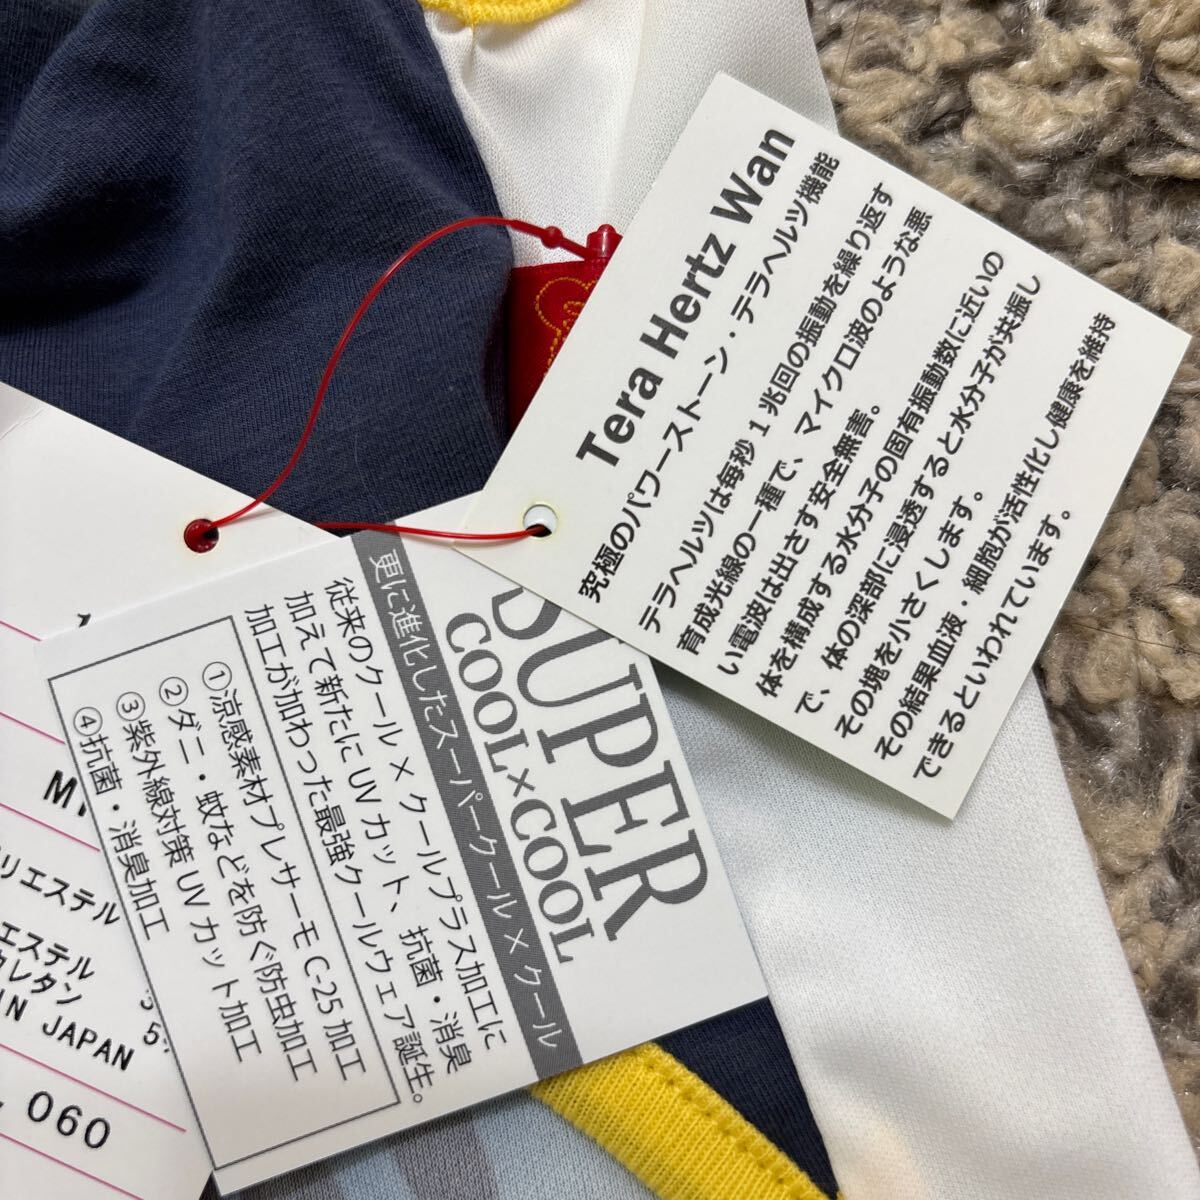 Tera Hertz Wan
究極のパワーストーン・テラヘルツ機能
テラヘルツは毎秒1兆回の振動を繰り返す
育成光線の一種で、マイクロ波のような悪
い電波は出さず安全無害。
体を構成する水分子の固有振動数に近いの
で、体の深部に浸透すると水分子が共振し
その塊を小さくします。
その結果血液・細胞が活性化し健康を維持
できるといわれています。
SUPER
COOL×COOL
更に進化したスーパークール×クール
従来のクール×クールプラス加工に
加えて新たにUVカット、抗菌・消臭
加工が加わった最強クールウェア誕生。
①涼感素材プレサーモC-25加工
②ダニ・蚊などを防ぐ防虫加工
③紫外線対策UVカット加工
④抗菌・消臭加工
リエステル
エステル
レタン
IN JAPAN
060